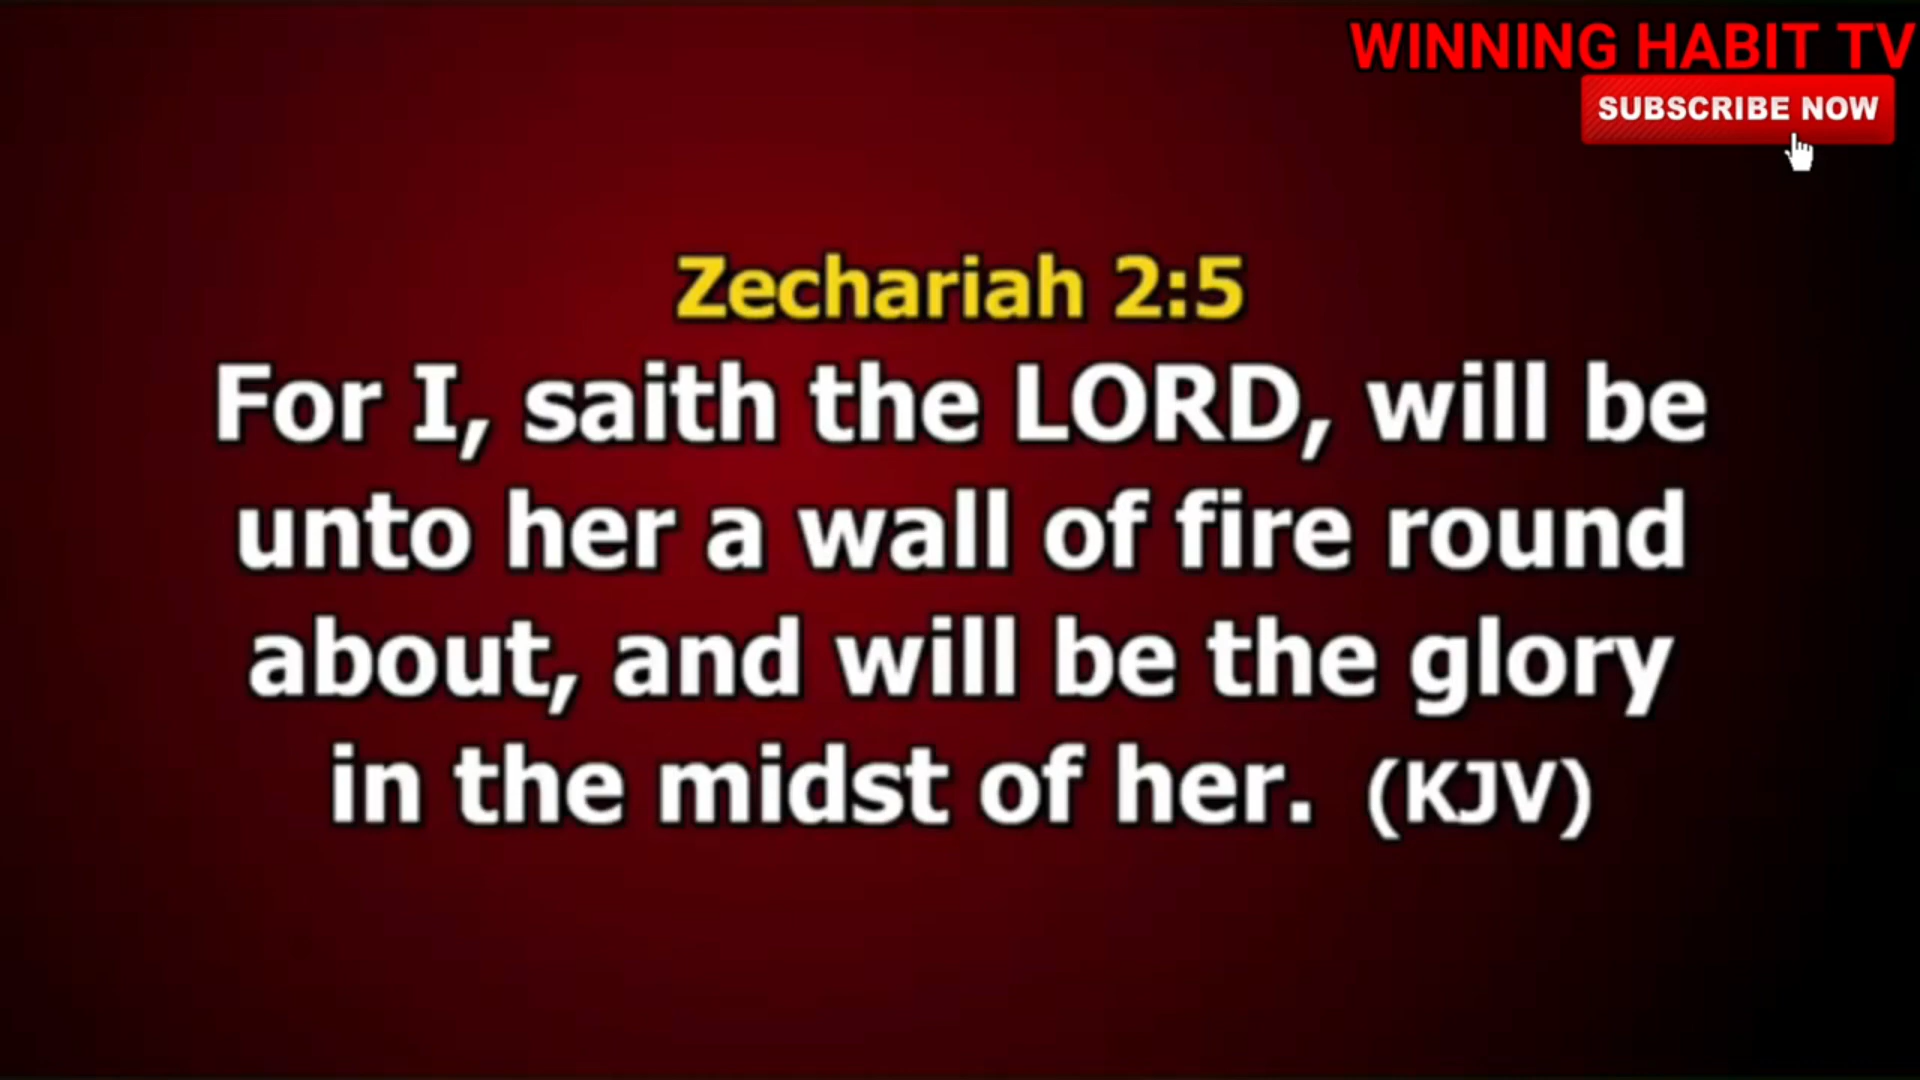 WINNING HABIT TV
SUBSCRIBE NOW
Zechariah 2:5
For I, saith the LORD, will be
unto her a wall of fire round
about, and will be the glory
in the midst of her. (KJV)